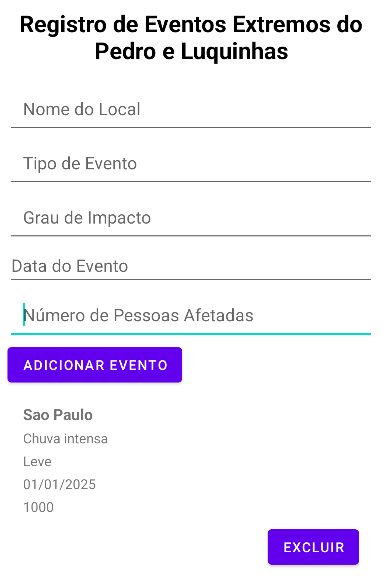 Registro de Eventos Extremos do
Pedro e Luquinhas
Nome do Local
Tipo de Evento
Grau de Impacto
Data do Evento
Número de Pessoas Afetadas
ADICIONAR EVENTO
Sao Paulo
Chuva intensa
Leve
01/01/2025
1000
EXCLUIR